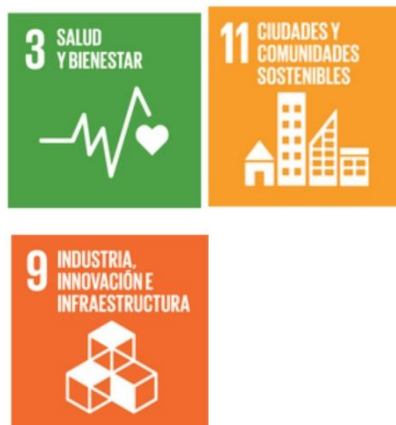 3 SALUD
Y BIENESTAR
11 CIUDADES Y
COMUNIDADES
SOSTENIBLES
9 INDUSTRIA,
INNOVACIÓN E
INFRAESTRUCTURA